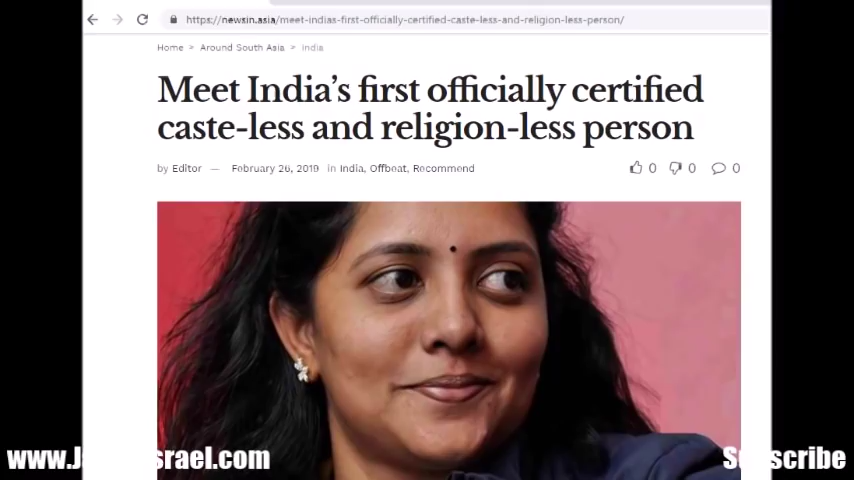 https://newsin.asia/meet-indias-first-officially-certified-caste-less-and-religion-less-person/
Home > Around South Asia > India
Meet India's first officially certified
caste-less and religion-less person
by Editor — February 26, 2019 in India, Offbeat, Recommend
0 0 0